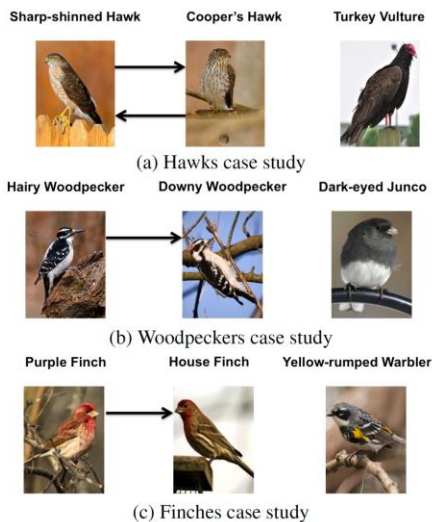 Sharp-shinned Hawk Cooper's Hawk Turkey Vulture
(a) Hawks case study
Hairy Woodpecker Downy Woodpecker Dark-eyed Junco
(b) Woodpeckers case study
Purple Finch House Finch Yellow-rumped Warbler
(c) Finches case study